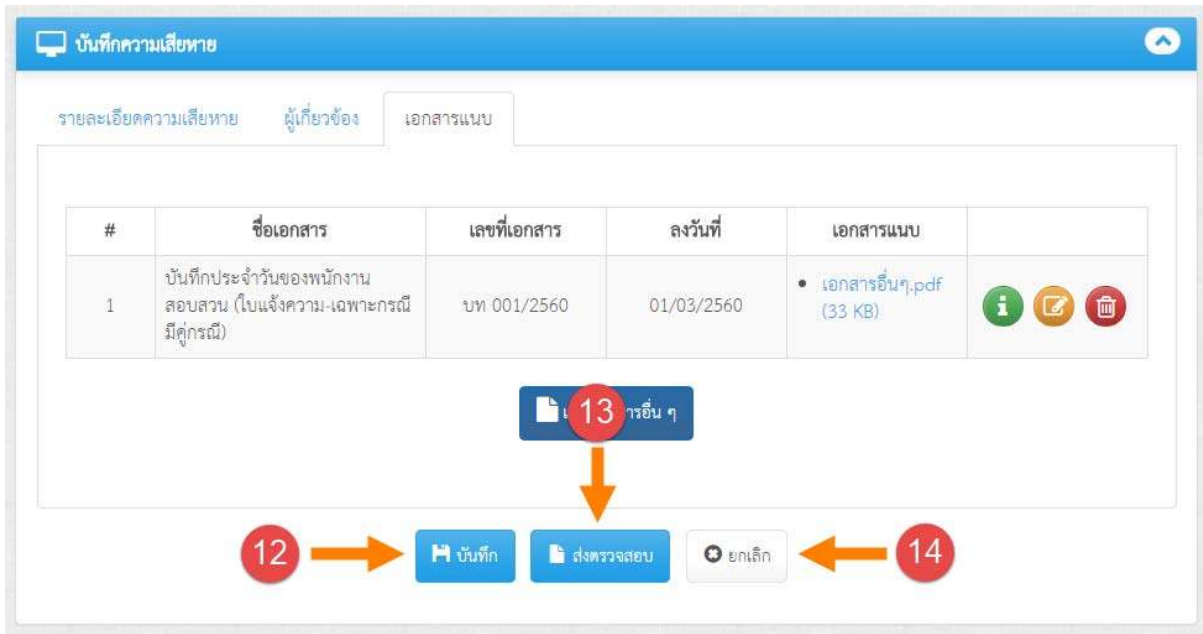 บันทึกความเสียหาย
รายละเอียดความเสียหาย ผู้เกี่ยวข้อง เอกสารแนบ
# ชื่อเอกสาร เลขที่เอกสาร ลงวันที่ เอกสารแนบ
บันทึกประจำวันของพนักงาน
1 สอบสวน (ใบแจ้งความ-เฉพาะกรณี บท 001/2560 01/03/2560 • เอกสารอื่นๆ.pdf
มีคู่กรณี) (33 KB)
13 ารอื่น ๆ
12 บันทึก ส่งตรวจสอบ ยกเลิก 14